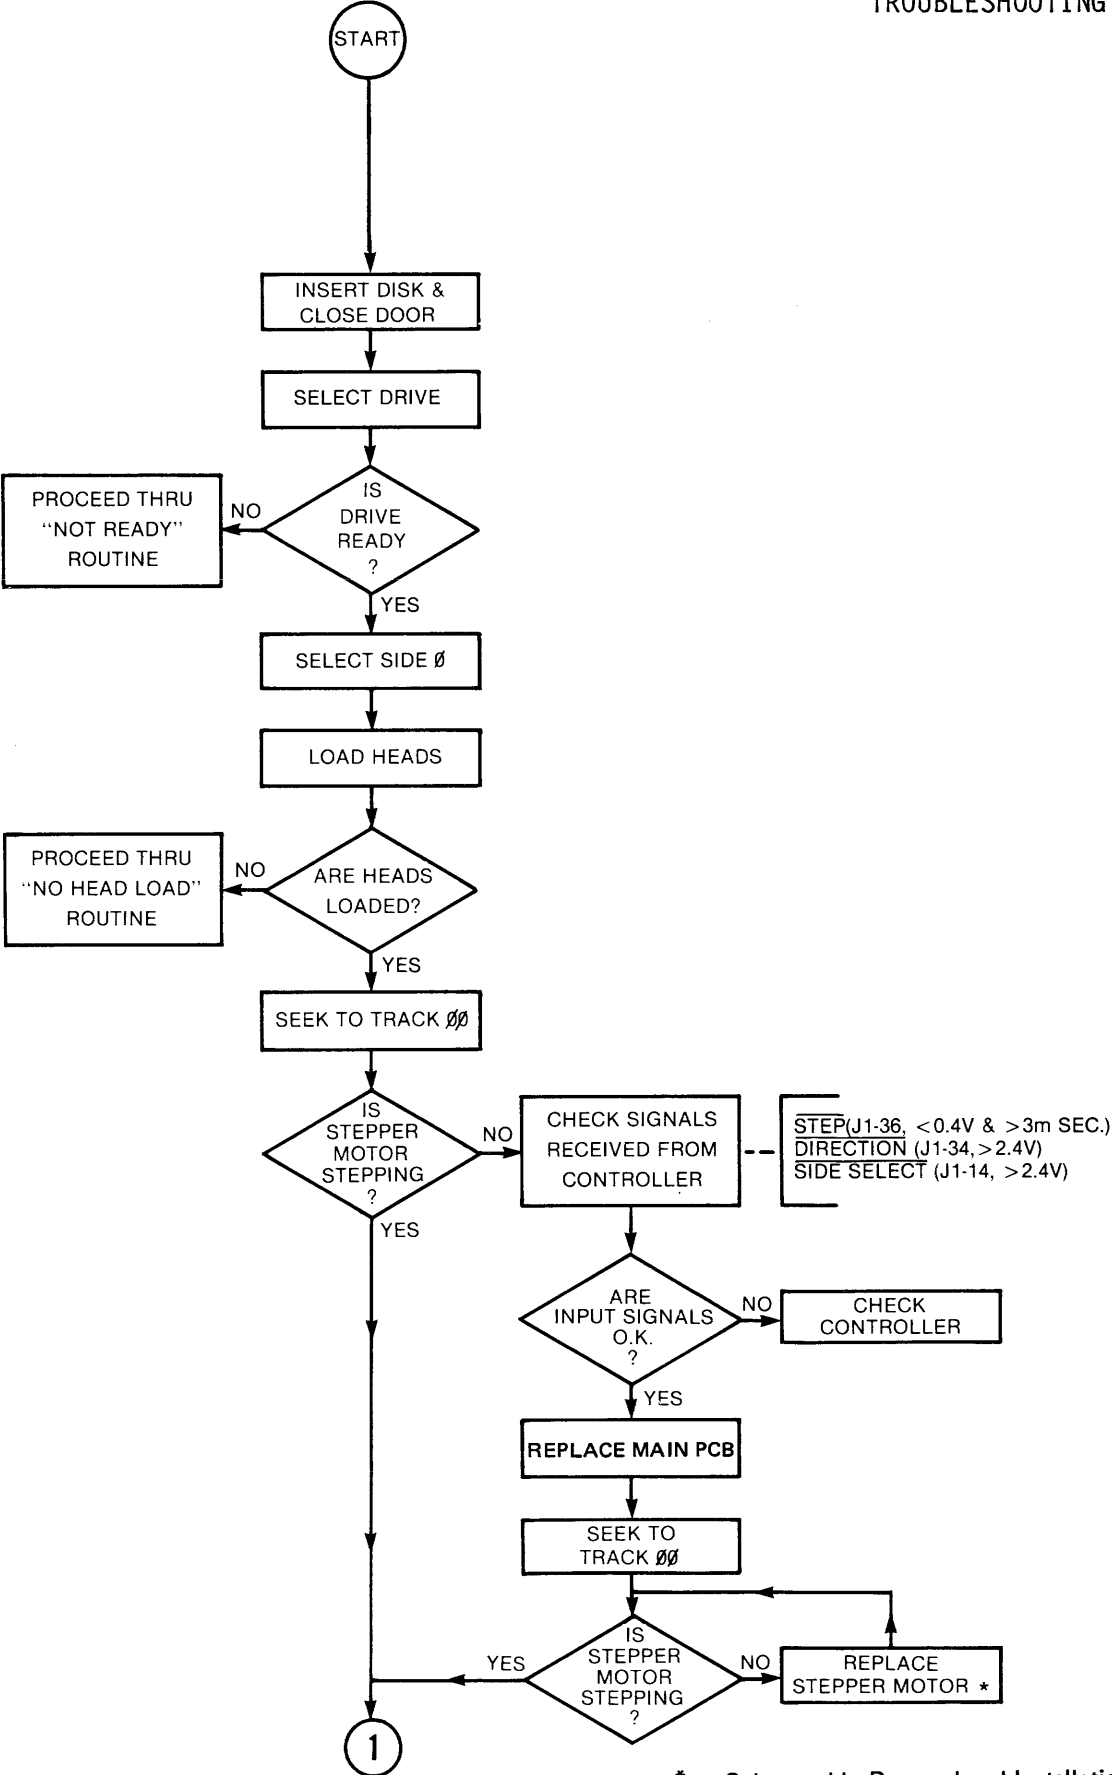 TROUBLESHOOTING
START
INSERT DISK &
CLOSE DOOR
SELECT DRIVE
IS
DRIVE
READY
?
NO
PROCEED THRU
“NOT READY”
ROUTINE
YES
SELECT SIDE Ø
LOAD HEADS
ARE HEADS
LOADED?
NO
PROCEED THRU
“NO HEAD LOAD”
ROUTINE
YES
SEEK TO TRACK ØØ
IS
STEPPER
MOTOR
STEPPING
?
NO
CHECK SIGNALS
RECEIVED FROM
CONTROLLER
STEP(J1-36, <0.4V & >3m SEC.)
DIRECTION (J1-34,>2.4V)
SIDE SELECT (J1-14, >2.4V)
YES
ARE
INPUT SIGNALS
O.K.
?
NO
CHECK
CONTROLLER
YES
REPLACE MAIN PCB
SEEK TO
TRACK ØØ
IS
STEPPER
MOTOR
STEPPING
?
YES
NO
REPLACE
STEPPER MOTOR *
1